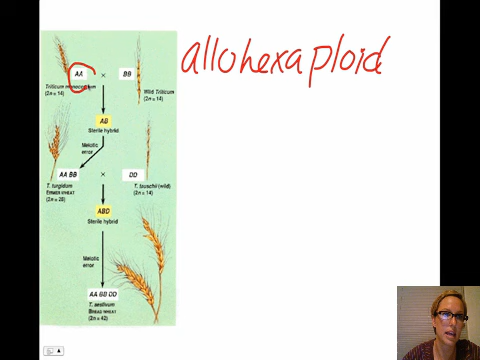 allohexaploid
AA × BB
Triticum monococcum
(2n = 14)
Wild Triticum
(2n = 14)
AB
Sterile hybrid
Meiotic
error
AA BB × DD
T. turgidum
EMMER WHEAT
(2n = 28)
T. tauschii (wild)
(2n = 14)
ABD
Sterile hybrid
Meiotic
error
AA BB DD
T. aestivum
BREAD WHEAT
(2n = 42)